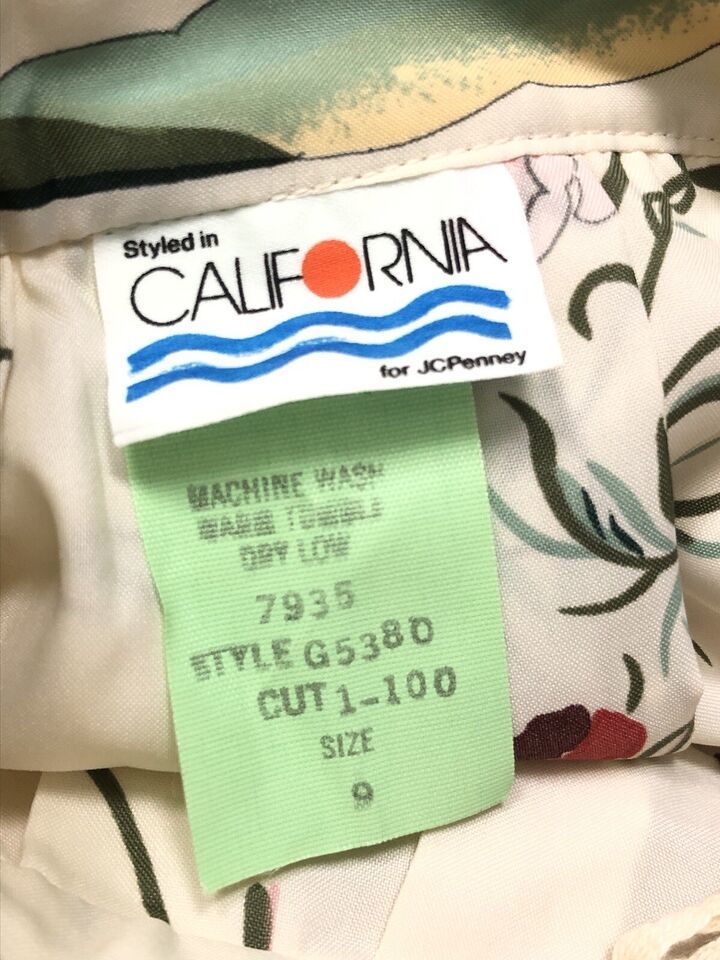 Styled in
CALIFORNIA
for JCPenney
MACHINE WASH
WARM TUMBLE
DRY LOW
7935
STYLE G5380
CUT 1-100
SIZE
9